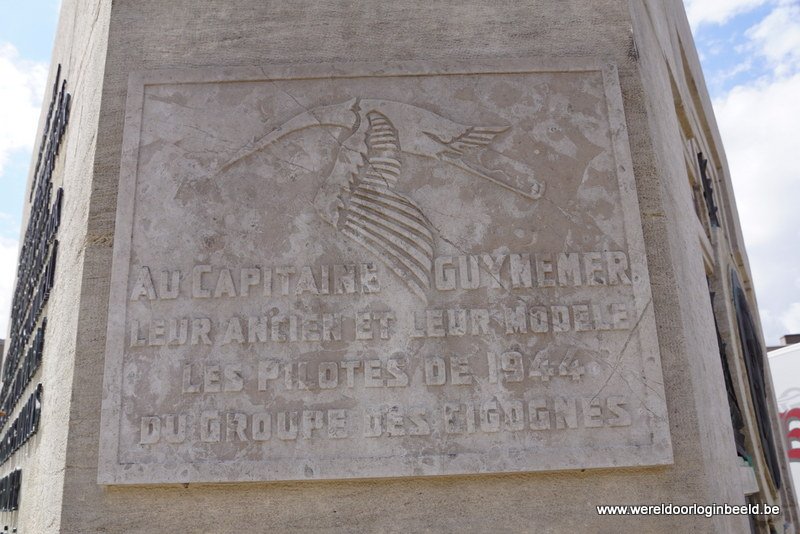 AU CAPITAINE GUYNEMER
LEUR ANCIEN ET LEUR MODELE
LES PILOTES DE 1944
DU GROUPE DES CIGOGNES
www.wereldoorloginbeeld.be